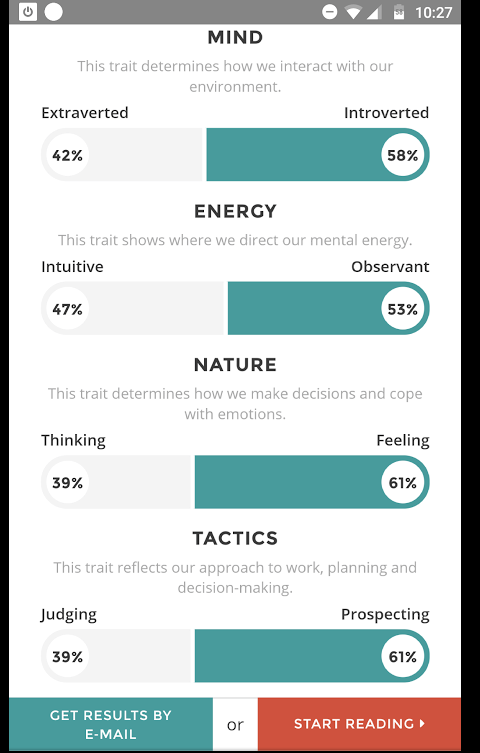 10:27
MIND
This trait determines how we interact with our
environment.
Extraverted Introverted
42% 58%
ENERGY
This trait shows where we direct our mental energy.
Intuitive Observant
47% 53%
NATURE
This trait determines how we make decisions and cope
with emotions.
Thinking Feeling
39% 61%
TACTICS
This trait reflects our approach to work, planning and
decision-making.
Judging Prospecting
39% 61%
GET RESULTS BY
E-MAIL
or
START READING